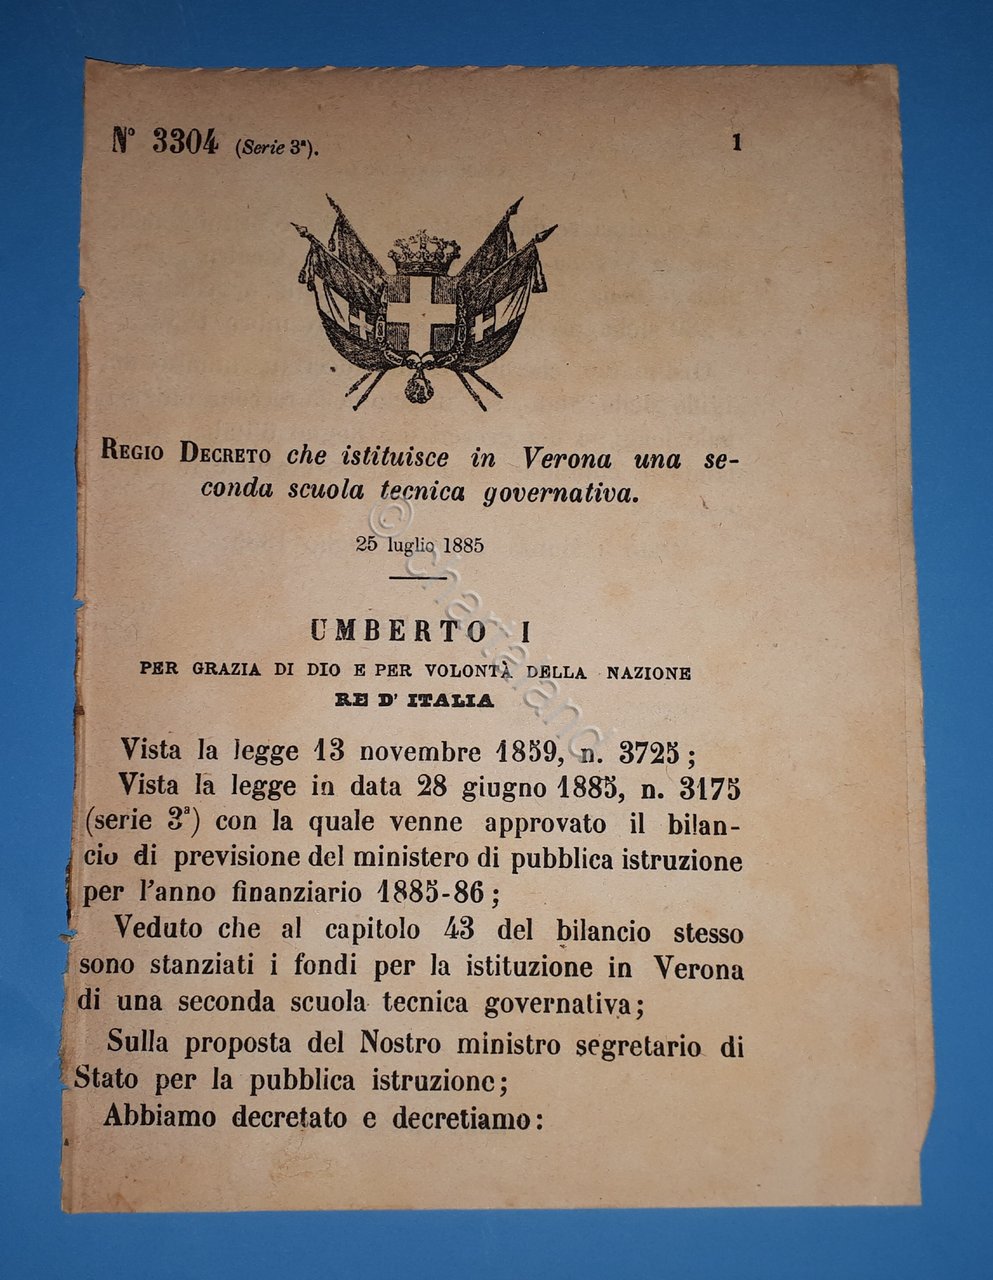 N° 3304 (Serie 3ª). 1
REGIO DECRETO che istituisce in Verona una se-
conda scuola tecnica governativa.
25 luglio 1885
UMBERTO I
PER GRAZIA DI DIO E PER VOLONTÀ DELLA NAZIONE
RE D' ITALIA
Vista la legge 13 novembre 1859, n. 3725 ;
Vista la legge in data 28 giugno 1885, n. 3175
(serie 3ª) con la quale venne approvato il bilan-
cio di previsione del ministero di pubblica istruzione
per l'anno finanziario 1885-86 ;
Veduto che al capitolo 43 del bilancio stesso
sono stanziati i fondi per la istituzione in Verona
di una seconda scuola tecnica governativa;
Sulla proposta del Nostro ministro segretario di
Stato per la pubblica istruzione;
Abbiamo decretato e decretiamo:
© chartaland